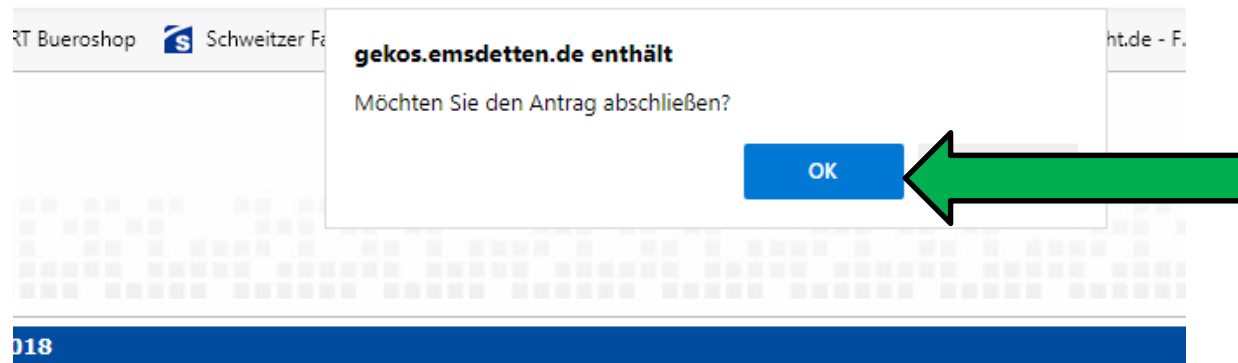 RT Bueroshop Schweitzer Fa ht.de - F.
gekos.emsdetten.de enthält
Möchten Sie den Antrag abschließen?
OK
018